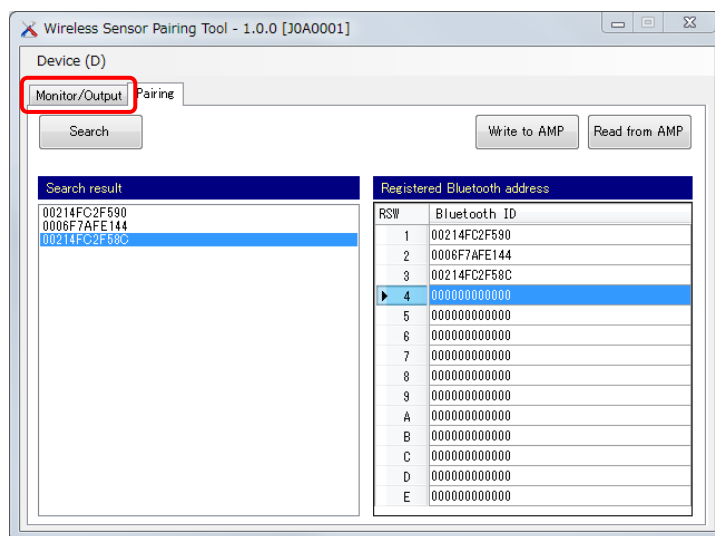 Wireless Sensor Pairing Tool - 1.0.0 [J0A0001]
Device (D)
Monitor/Output Pairing
Search Write to AMP Read from AMP
Search result
00214FC2F590
0006F7AFE144
00214FC2F58C
Registered Bluetooth address
RSW Bluetooth ID
1 00214FC2F590
2 0006F7AFE144
3 00214FC2F58C
4 000000000000
5 000000000000
6 000000000000
7 000000000000
8 000000000000
9 000000000000
A 000000000000
B 000000000000
C 000000000000
D 000000000000
E 000000000000